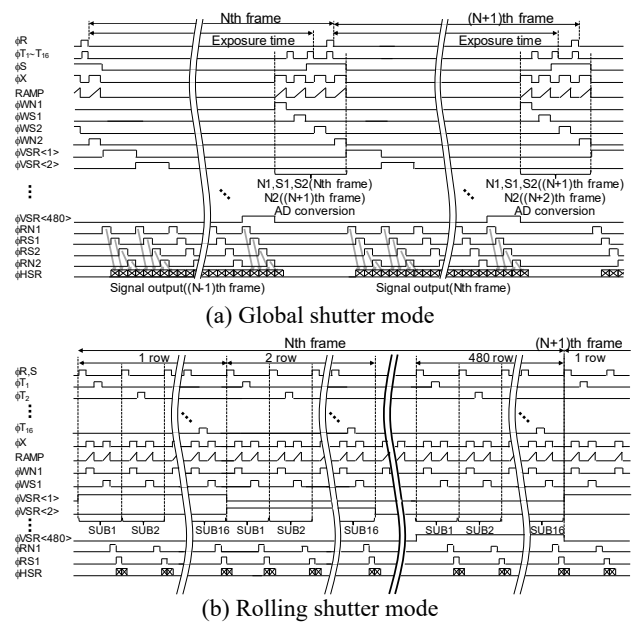 Nth frame (N+1)th frame
Exposure time Exposure time
ϕR
ϕT1~T16
ϕS
ϕX
RAMP
ϕWN1
ϕWS1
ϕWS2
ϕWN2
ϕVSR<1>
ϕVSR<2>
N1,S1,S2(Nth frame) N1,S1,S2((N+1)th frame)
N2((N+1)th frame) N2((N+2)th frame)
AD conversion AD conversion
ϕVSR<480>
ϕRN1
ϕRS1
ϕRS2
ϕRN2
ϕHSR
Signal output((N-1)th frame) Signal output(Nth frame)
(a) Global shutter mode
Nth frame (N+1)th frame
1 row 2 row 480 row 1 row
ϕR,S
ϕT1
ϕT2
ϕT16
ϕX
RAMP
ϕWN1
ϕWS1
ϕVSR<1>
ϕVSR<2>
SUB1 SUB2 SUB16 SUB1 SUB2 SUB16 SUB1 SUB2 SUB16
ϕVSR<480>
ϕRN1
ϕRS1
ϕHSR
(b) Rolling shutter mode